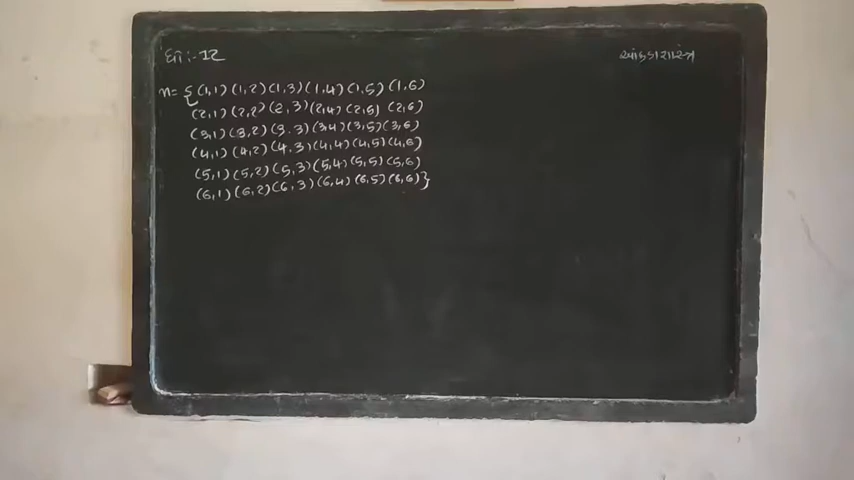 ધો :- 12
આંકડાશાસ્ત્ર
n = { (1,1) (1,2) (1,3) (1,4) (1,5) (1,6)
(2,1) (2,2) (2,3) (2,4) (2,5) (2,6)
(3,1) (3,2) (3,3) (3,4) (3,5) (3,6)
(4,1) (4,2) (4,3) (4,4) (4,5) (4,6)
(5,1) (5,2) (5,3) (5,4) (5,5) (5,6)
(6,1) (6,2) (6,3) (6,4) (6,5) (6,6) }